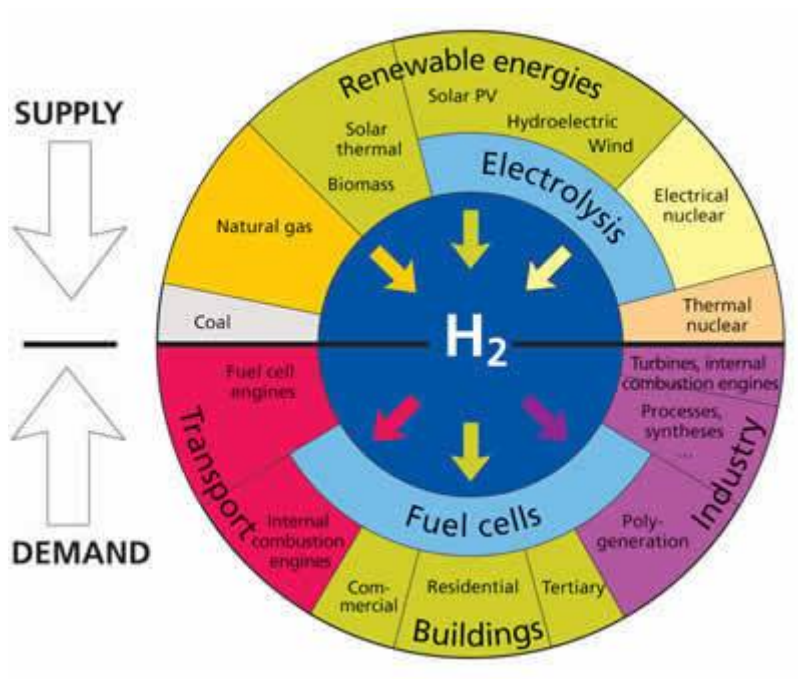 SUPPLY
Renewable energies
Solar PV
Hydroelectric
Wind
Solar
thermal
Biomass
Electrolysis
Electrical
nuclear
Natural gas
Coal
Thermal
nuclear
H2
Fuel cell
engines
Turbines, internal
combustion engines
Processes,
syntheses
...
Transport
Industry
Fuel cells
Internal
combustion
engines
Poly-
generation
DEMAND
Com-
mercial
Residential
Tertiary
Buildings